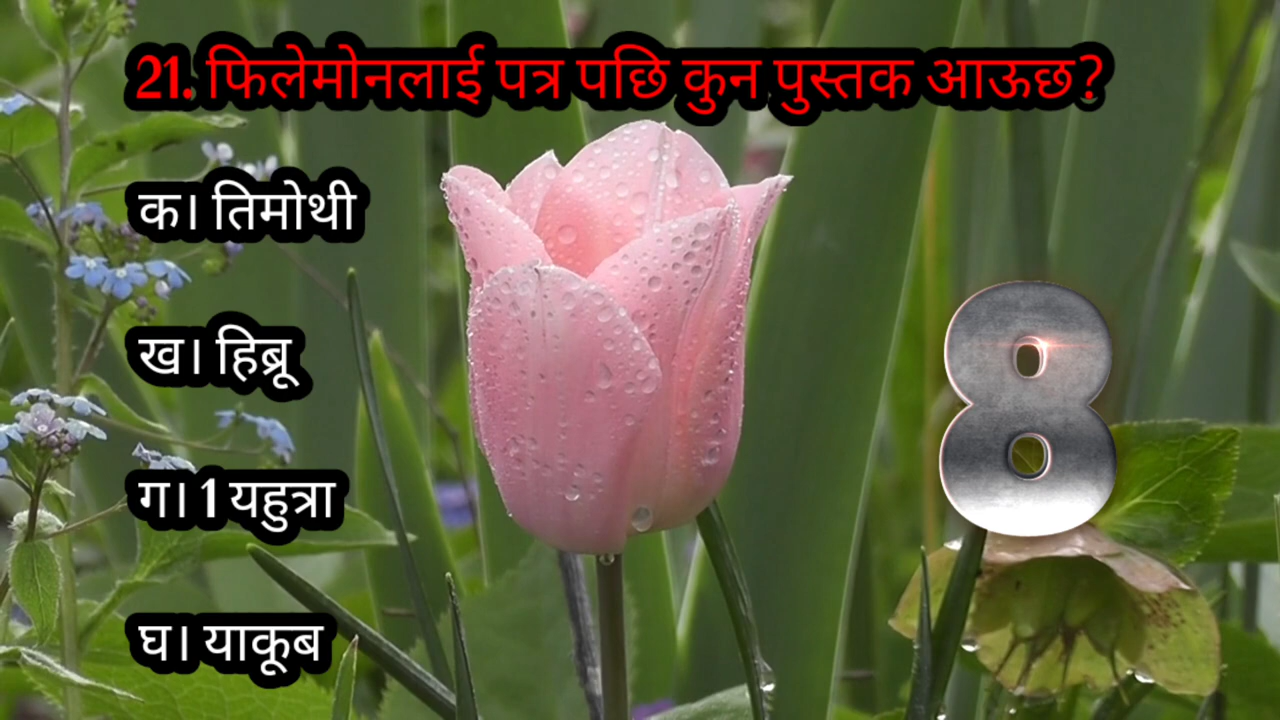 21. फिलेमोनलाई पत्र पछि कुन पुस्तक आऊछ?
क। तिमोथी
ख। हिब्रू
ग। 1 यहुत्रा
8
घ। याकूब